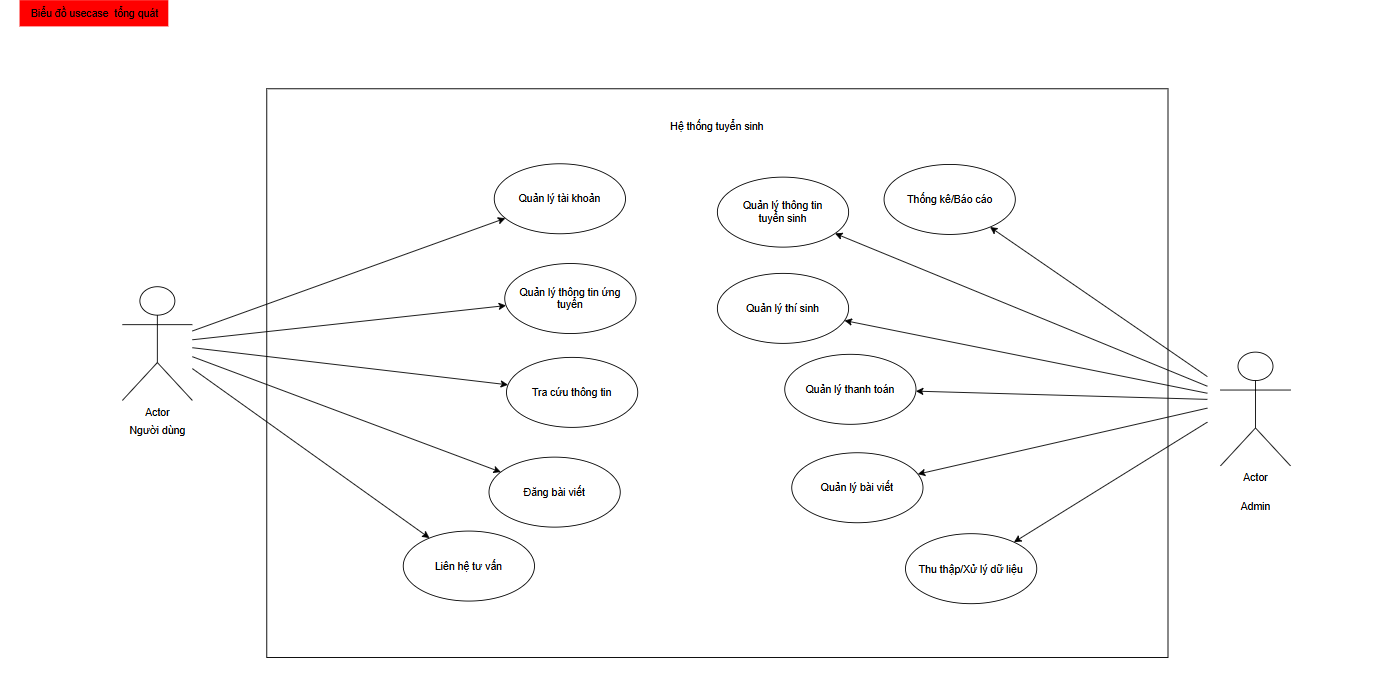 Biểu đồ usecase tổng quát
Hệ thống tuyển sinh
Quản lý tài khoản
Quản lý thông tin ứng
tuyến
Tra cứu thông tin
Đăng bài viết
Liên hệ tư vấn
Quản lý thông tin
tuyển sinh
Thống kê/Báo cáo
Quản lý thí sinh
Quản lý thanh toán
Quản lý bài viết
Thu thập/Xử lý dữ liệu
Actor
Người dùng
Actor
Admin